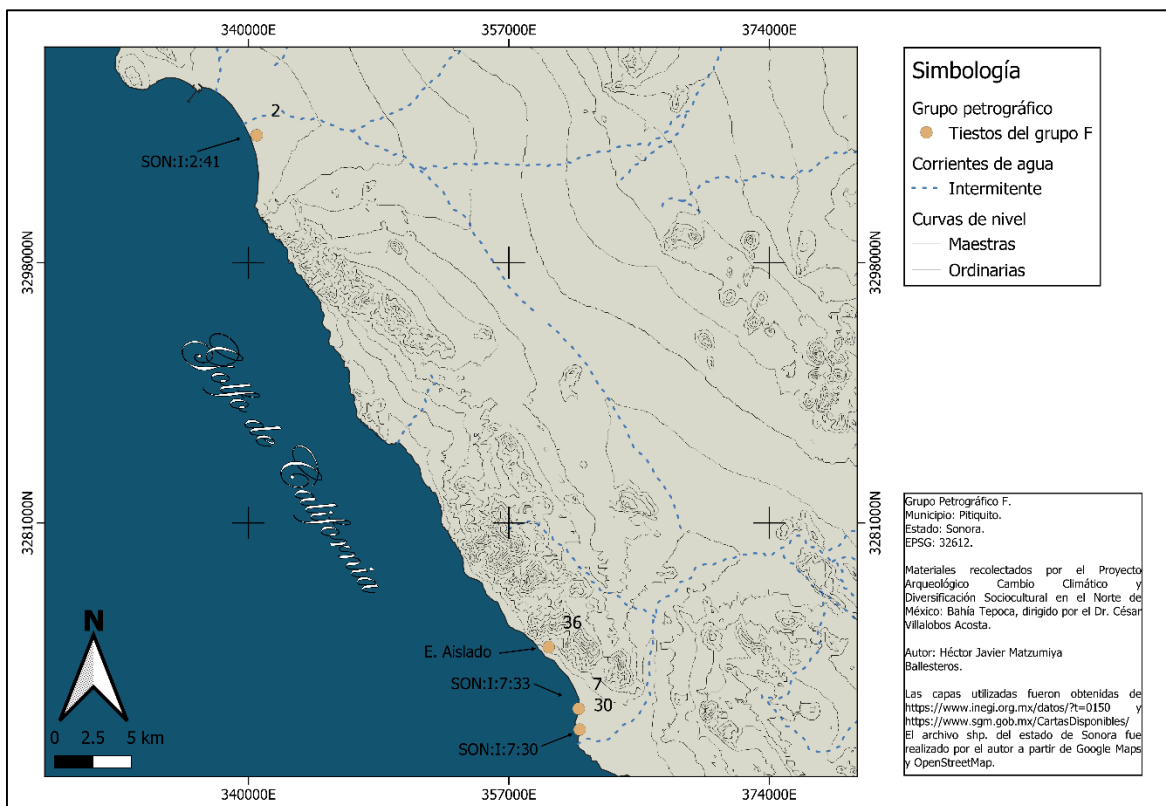 340000E 357000E 374000E
2
SON:I:2:41
3298000N 3298000N
Golfo de California
3281000N 3281000N
36
E. Aislado
7
SON:I:7:33
30
SON:I:7:30
N
0 2.5 5 km
340000E 357000E 374000E
Simbología
Grupo petrográfico
Tiestos del grupo F
Corrientes de agua
Intermitente
Curvas de nivel
Maestras
Ordinarias
Grupo Petrográfico F.
Municipio: Pitiquito.
Estado: Sonora.
EPSG: 32612.
Materiales recolectados por el Proyecto
Arqueológico Cambio Climático y
Diversificación Sociocultural en el Norte de
México: Bahía Tepoca, dirigido por el Dr. César
Villalobos Acosta.
Autor: Héctor Javier Matzumiya
Ballesteros.
Las capas utilizadas fueron obtenidas de
https://www.inegi.org.mx/datos/?t=0150 y
https://www.sgm.gob.mx/CartasDisponibles/
El archivo shp. del estado de Sonora fue
realizado por el autor a partir de Google Maps
y OpenStreetMap.